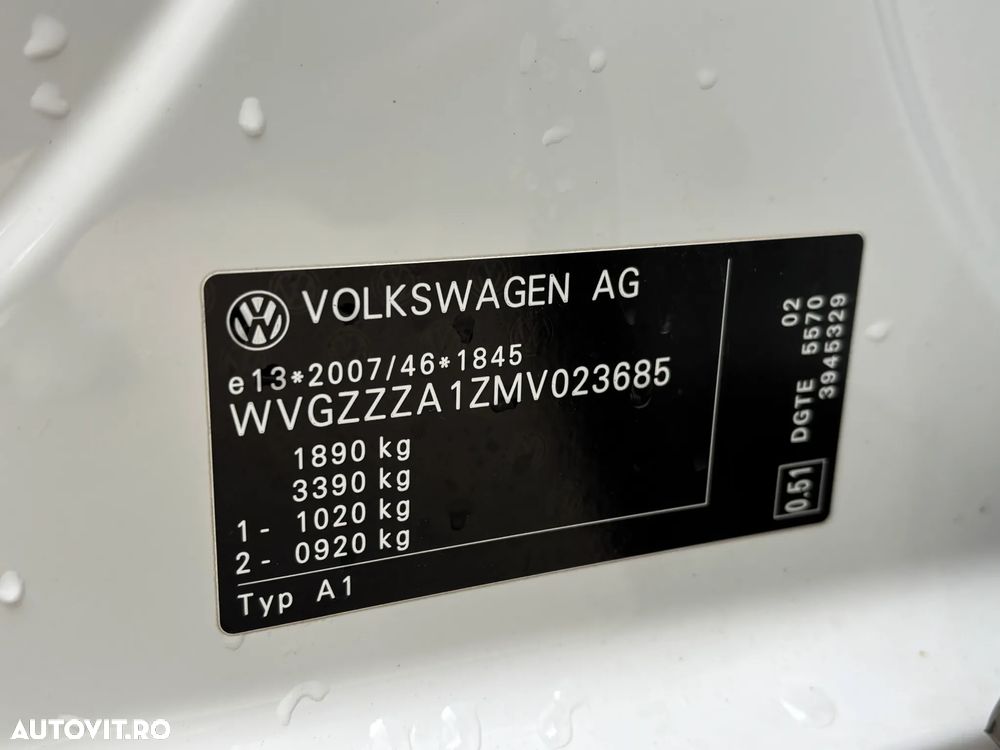 VOLKSWAGEN AG
e13*2007/46*1845
WVGZZZA1ZMV023685
1890 kg
3390 kg
1- 1020 kg
2- 0920 kg
Typ A1
02
DGTE 5570
3945329
0.51
AUTOVIT.RO